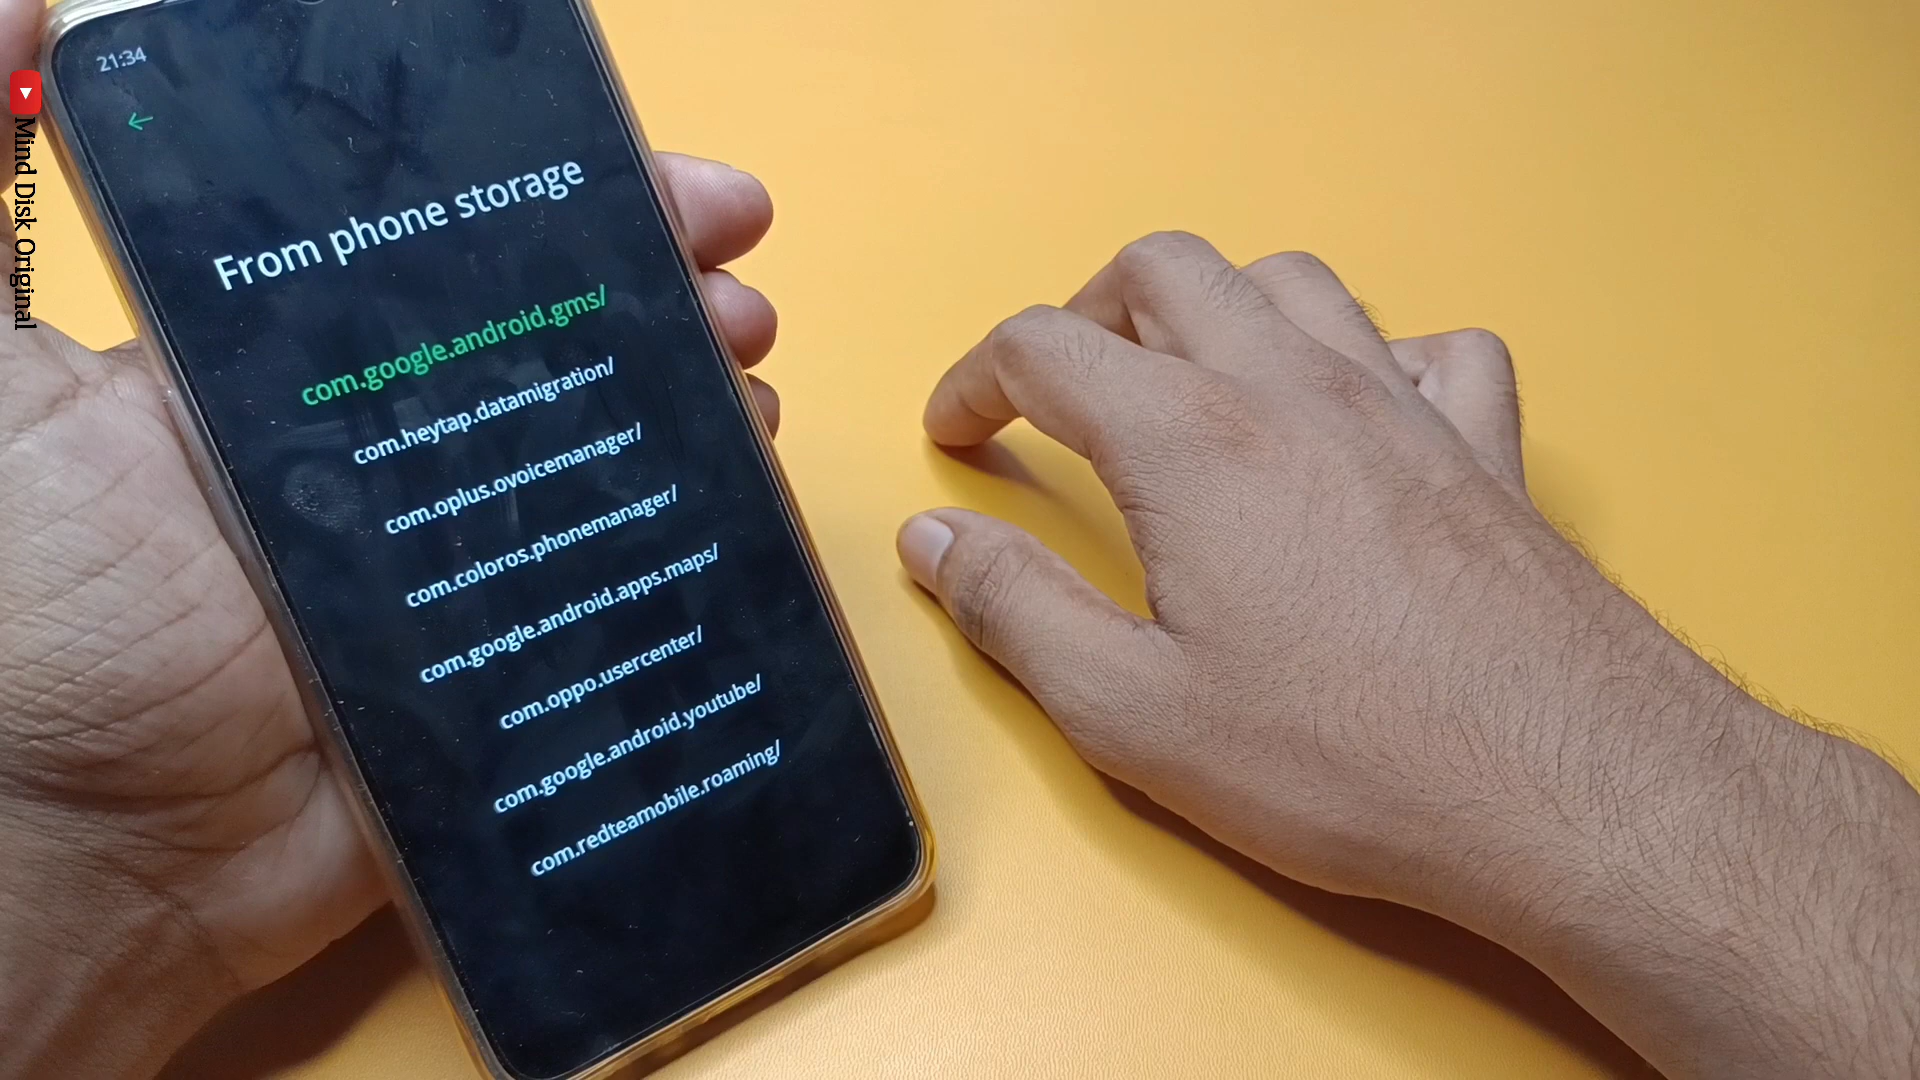 21:34
From phone storage
com.google.android.gms/
com.heytap.datamigration/
com.oplus.ovoicemanager/
com.coloros.phonemanager/
com.google.android.apps.maps/
com.oppo.usercenter/
com.google.android.youtube/
com.redteamobile.roaming/
Mind Disk Original